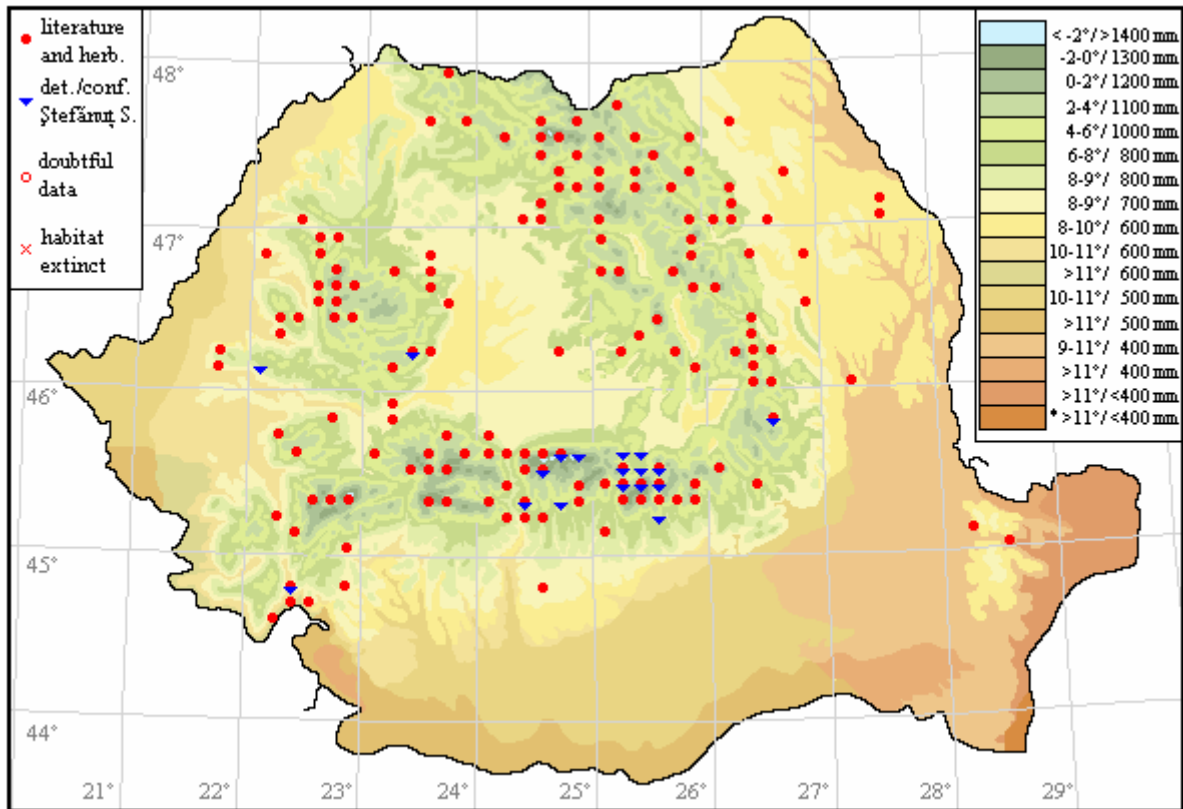 literature
and herb.
det./conf.
Ştefănuţ S.
doubtful
data
habitat
extinct
< -2°/>1400 mm
-2-0°/ 1300 mm
0-2°/ 1200 mm
2-4°/ 1100 mm
4-6°/ 1000 mm
6-8°/ 800 mm
8-9°/ 800 mm
8-9°/ 700 mm
8-10°/ 600 mm
10-11°/ 600 mm
>11°/ 600 mm
10-11°/ 500 mm
>11°/ 500 mm
9-11°/ 400 mm
>11°/ 400 mm
>11°/<400 mm
* >11°/<400 mm
48°
47°
46°
45°
44°
21°
22°
23°
24°
25°
26°
27°
28°
29°